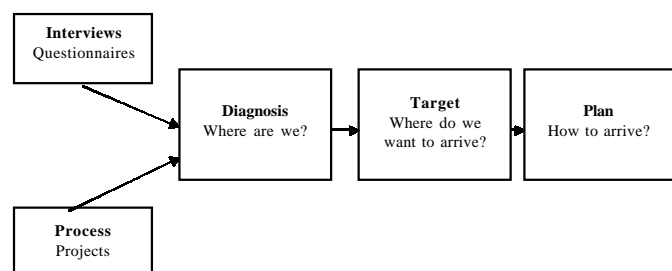 Interviews
Questionnaires
Diagnosis
Where are we?
Target
Where do we
want to arrive?
Plan
How to arrive?
Process
Projects